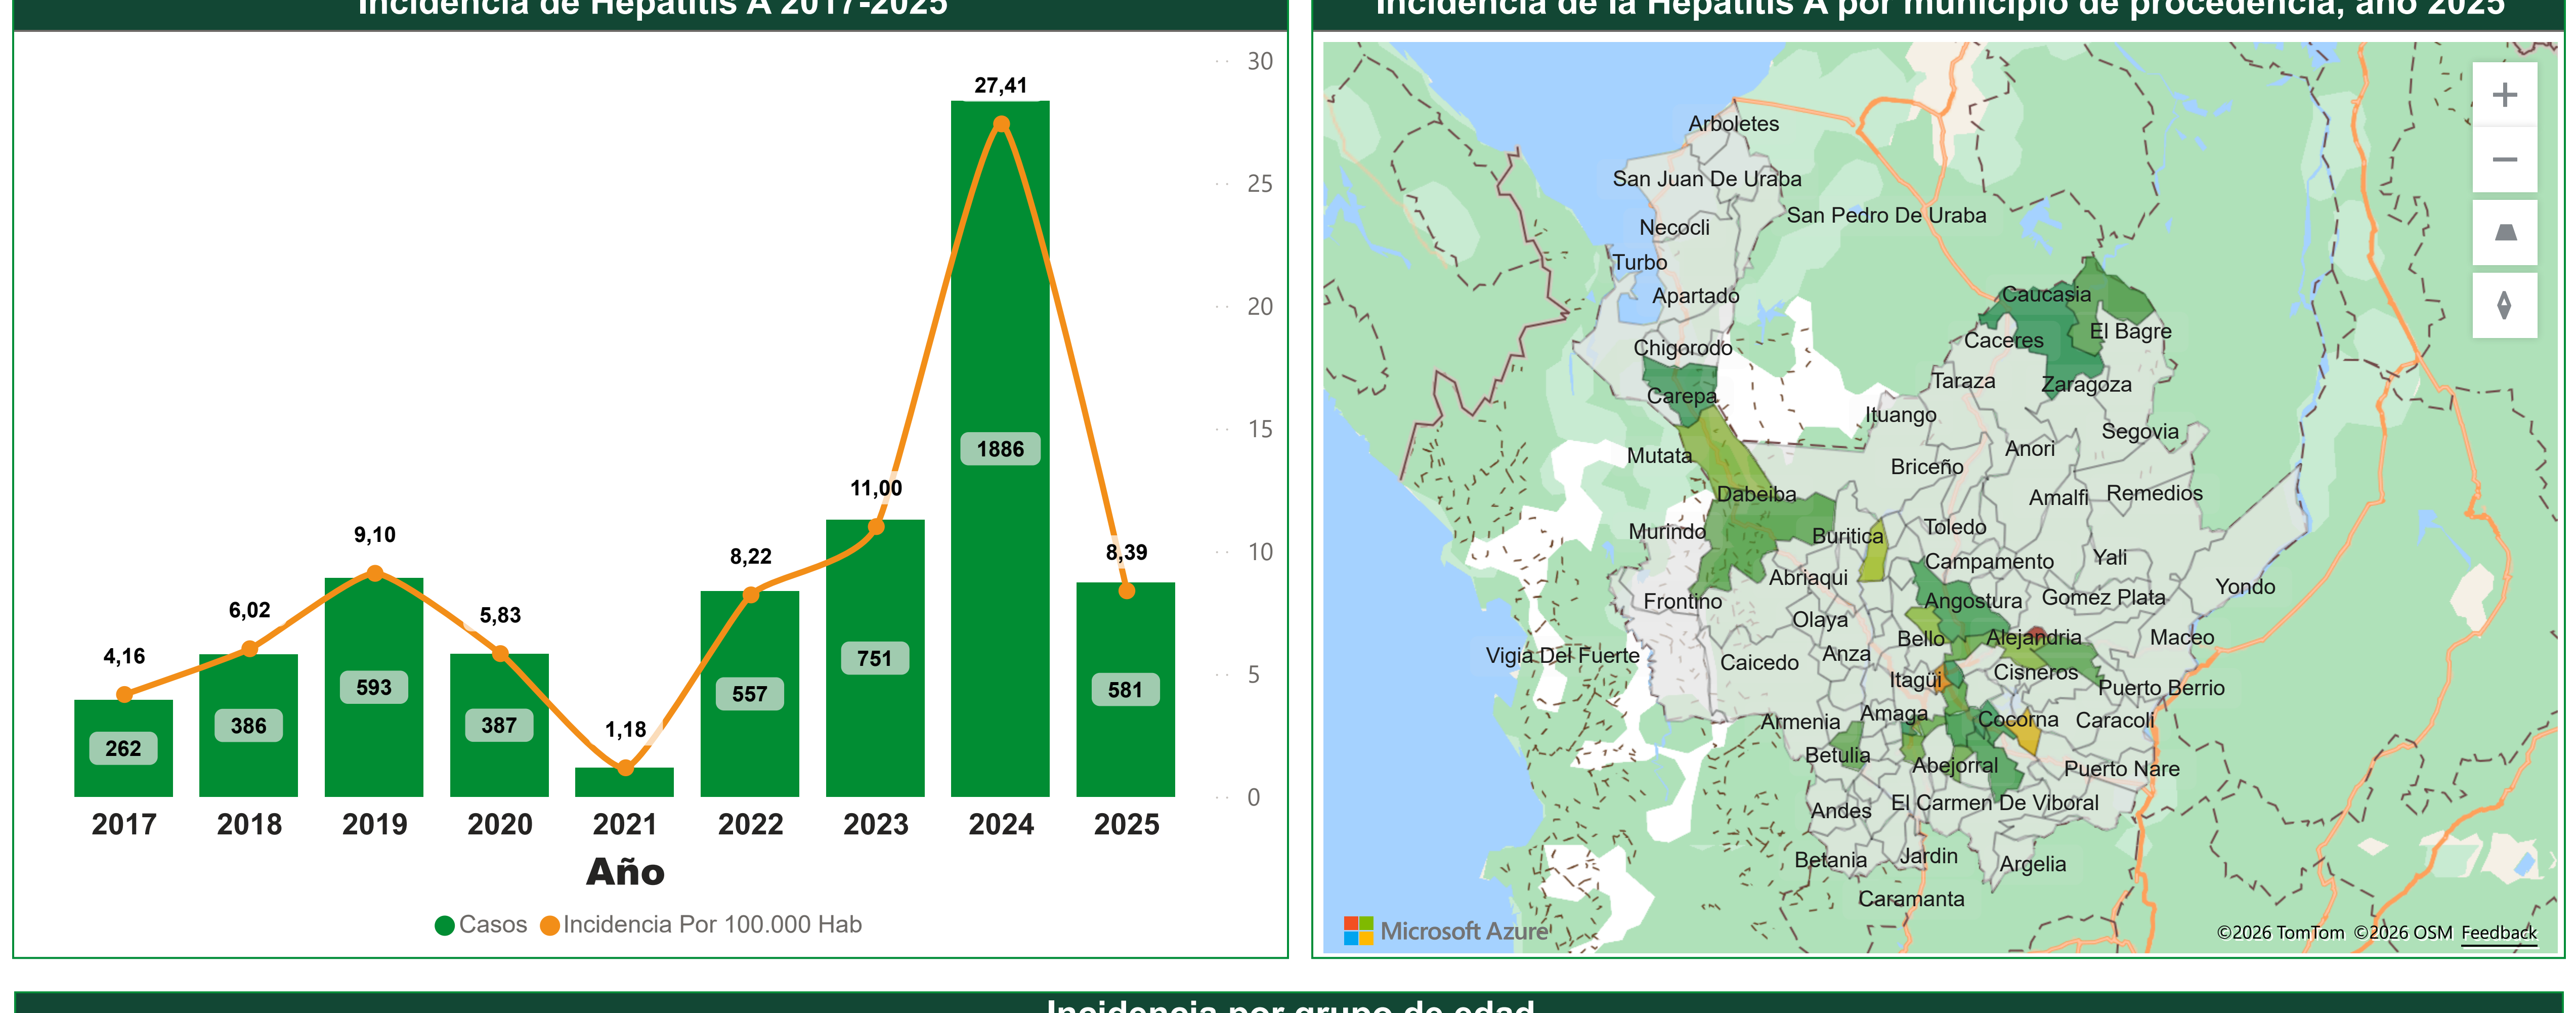 Incidencia de Hepatitis A 2017-2025
30
27,41
25
20
15
1886
11,00
10
9,10
8,22
8,39
6,02
5,83
5
4,16
751
593
581
557
386
387
1,18
262
0
2017 2018 2019 2020 2021 2022 2023 2024 2025
Año
Casos Incidencia Por 100.000 Hab
Incidencia de la Hepatitis A por municipio de procedencia, año 2025
Arboletes
San Juan De Uraba
San Pedro De Uraba
Necocli
Turbo
Apartado
Caucasia
El Bagre
Caceres
Chigorodo
Taraza
Zaragoza
Carepa
Ituango
Segovia
Anori
Mutata
Briceño
Dabeiba
Amalfi
Remedios
Murindo
Buritica
Toledo
Campamento
Yali
Abriaqui
Yondo
Frontino
Angostura
Gomez Plata
Olaya
Bello
Alejandria
Maceo
Vigia Del Fuerte
Anza
Caicedo
Cisneros
Itagüi
Puerto Berrio
Armenia
Amaga
Cocorna
Caracoli
Betulia
Abejorral
Puerto Nare
Andes
El Carmen De Viboral
Betania
Jardin
Argelia
Caramanta
Microsoft Azure
©2026 TomTom ©2026 OSM Feedback
Incidencia por grupo de edad